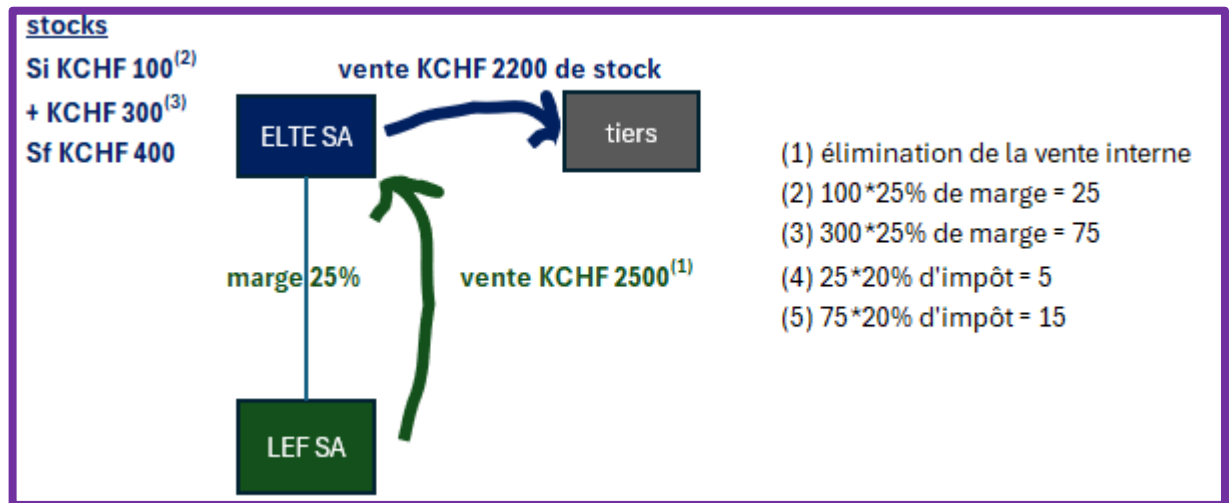 stocks
Si KCHF 100(2)
+ KCHF 300(3)
Sf KCHF 400
vente KCHF 2200 de stock
ELTE SA
tiers
marge 25%
vente KCHF 2500(1)
LEF SA
(1) élimination de la vente interne
(2) 100*25% de marge = 25
(3) 300*25% de marge = 75
(4) 25*20% d'impôt = 5
(5) 75*20% d'impôt = 15